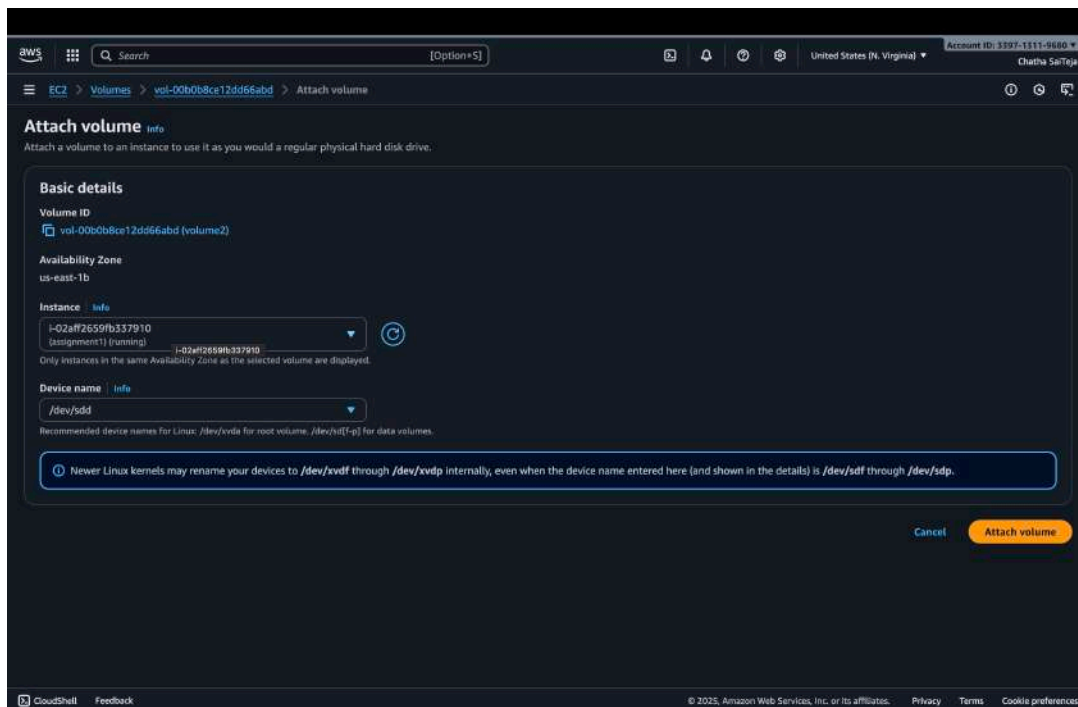 aws
Search [Option+S]
United States (N. Virginia)
Account ID: 3397-1311-9680
Chatha SaiTeja
EC2 > Volumes > vol-00b0b8ce12dd66abd > Attach volume
Attach volume Info
Attach a volume to an instance to use it as you would a regular physical hard disk drive.
Basic details
Volume ID
vol-00b0b8ce12dd66abd (volume2)
Availability Zone
us-east-1b
Instance Info
i-02aff2659fb337910
(assignment1) (running)
i-02aff2659fb337910
Only instances in the same Availability Zone as the selected volume are displayed.
Device name Info
/dev/sdd
Recommended device names for Linux: /dev/xvda for root volume. /dev/sd[f-p] for data volumes.
Newer Linux kernels may rename your devices to /dev/xvdf through /dev/xvdp internally, even when the device name entered here (and shown in the details) is /dev/sdf through /dev/sdp.
Cancel Attach volume
CloudShell Feedback © 2025, Amazon Web Services, Inc. or its affiliates. Privacy Terms Cookie preferences